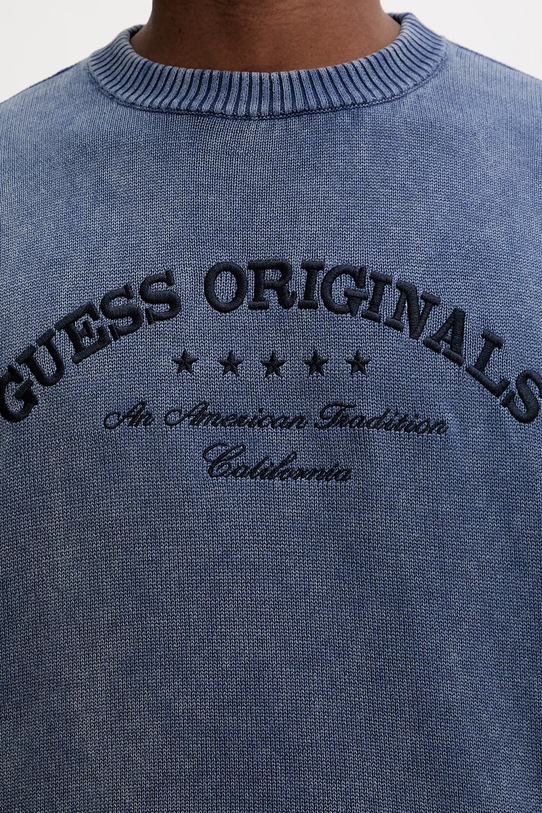 GUESS ORIGINALS
★★★★★
An American Tradition
California